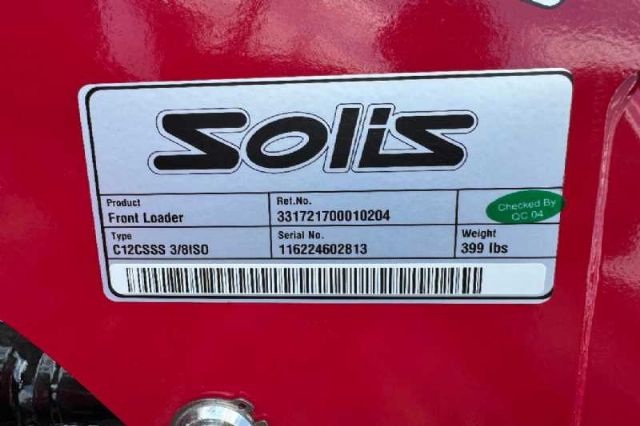 Solis
Product
Front Loader
Ref.No.
331721700010204
Checked By
QC 04
Type
C12CSSS 3/8ISO
Serial No.
116224602813
Weight
399 lbs